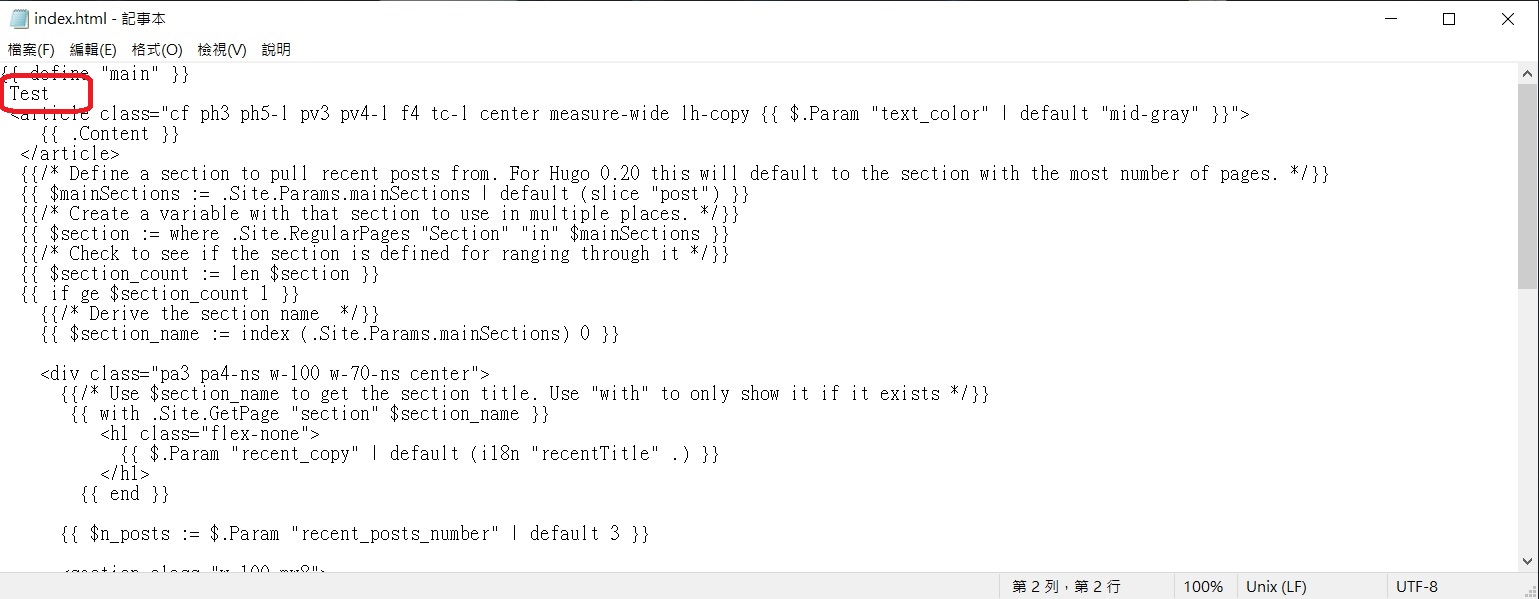 index.html - 記事本
檔案(F) 編輯(E) 格式(O) 檢視(V) 說明
{{ define "main" }}
Test
<article class="cf ph3 ph5-l pv3 pv4-l f4 tc-l center measure-wide lh-copy {{ $.Param "text_color" | default "mid-gray" }}">
{{ .Content }}
</article>
{{/* Define a section to pull recent posts from. For Hugo 0.20 this will default to the section with the most number of pages. */}}
{{ $mainSections := .Site.Params.mainSections | default (slice "post") }}
{{/* Create a variable with that section to use in multiple places. */}}
{{ $section := where .Site.RegularPages "Section" "in" $mainSections }}
{{/* Check to see if the section is defined for ranging through it */}}
{{ $section_count := len $section }}
{{ if ge $section_count 1 }}
{{/* Derive the section name  */}}
{{ $section_name := index (.Site.Params.mainSections) 0 }}
<div class="pa3 pa4-ns w-100 w-70-ns center">
{{/* Use $section_name to get the section title. Use "with" to only show it if it exists */}}
{{ with .Site.GetPage "section" $section_name }}
<h1 class="flex-none">
{{ $.Param "recent_copy" | default (i18n "recentTitle" .) }}
</h1>
{{ end }}
{{ $n_posts := $.Param "recent_posts_number" | default 3 }}
<section class="w-100 mw8">
第 2 列，第 2 行 100% Unix (LF) UTF-8